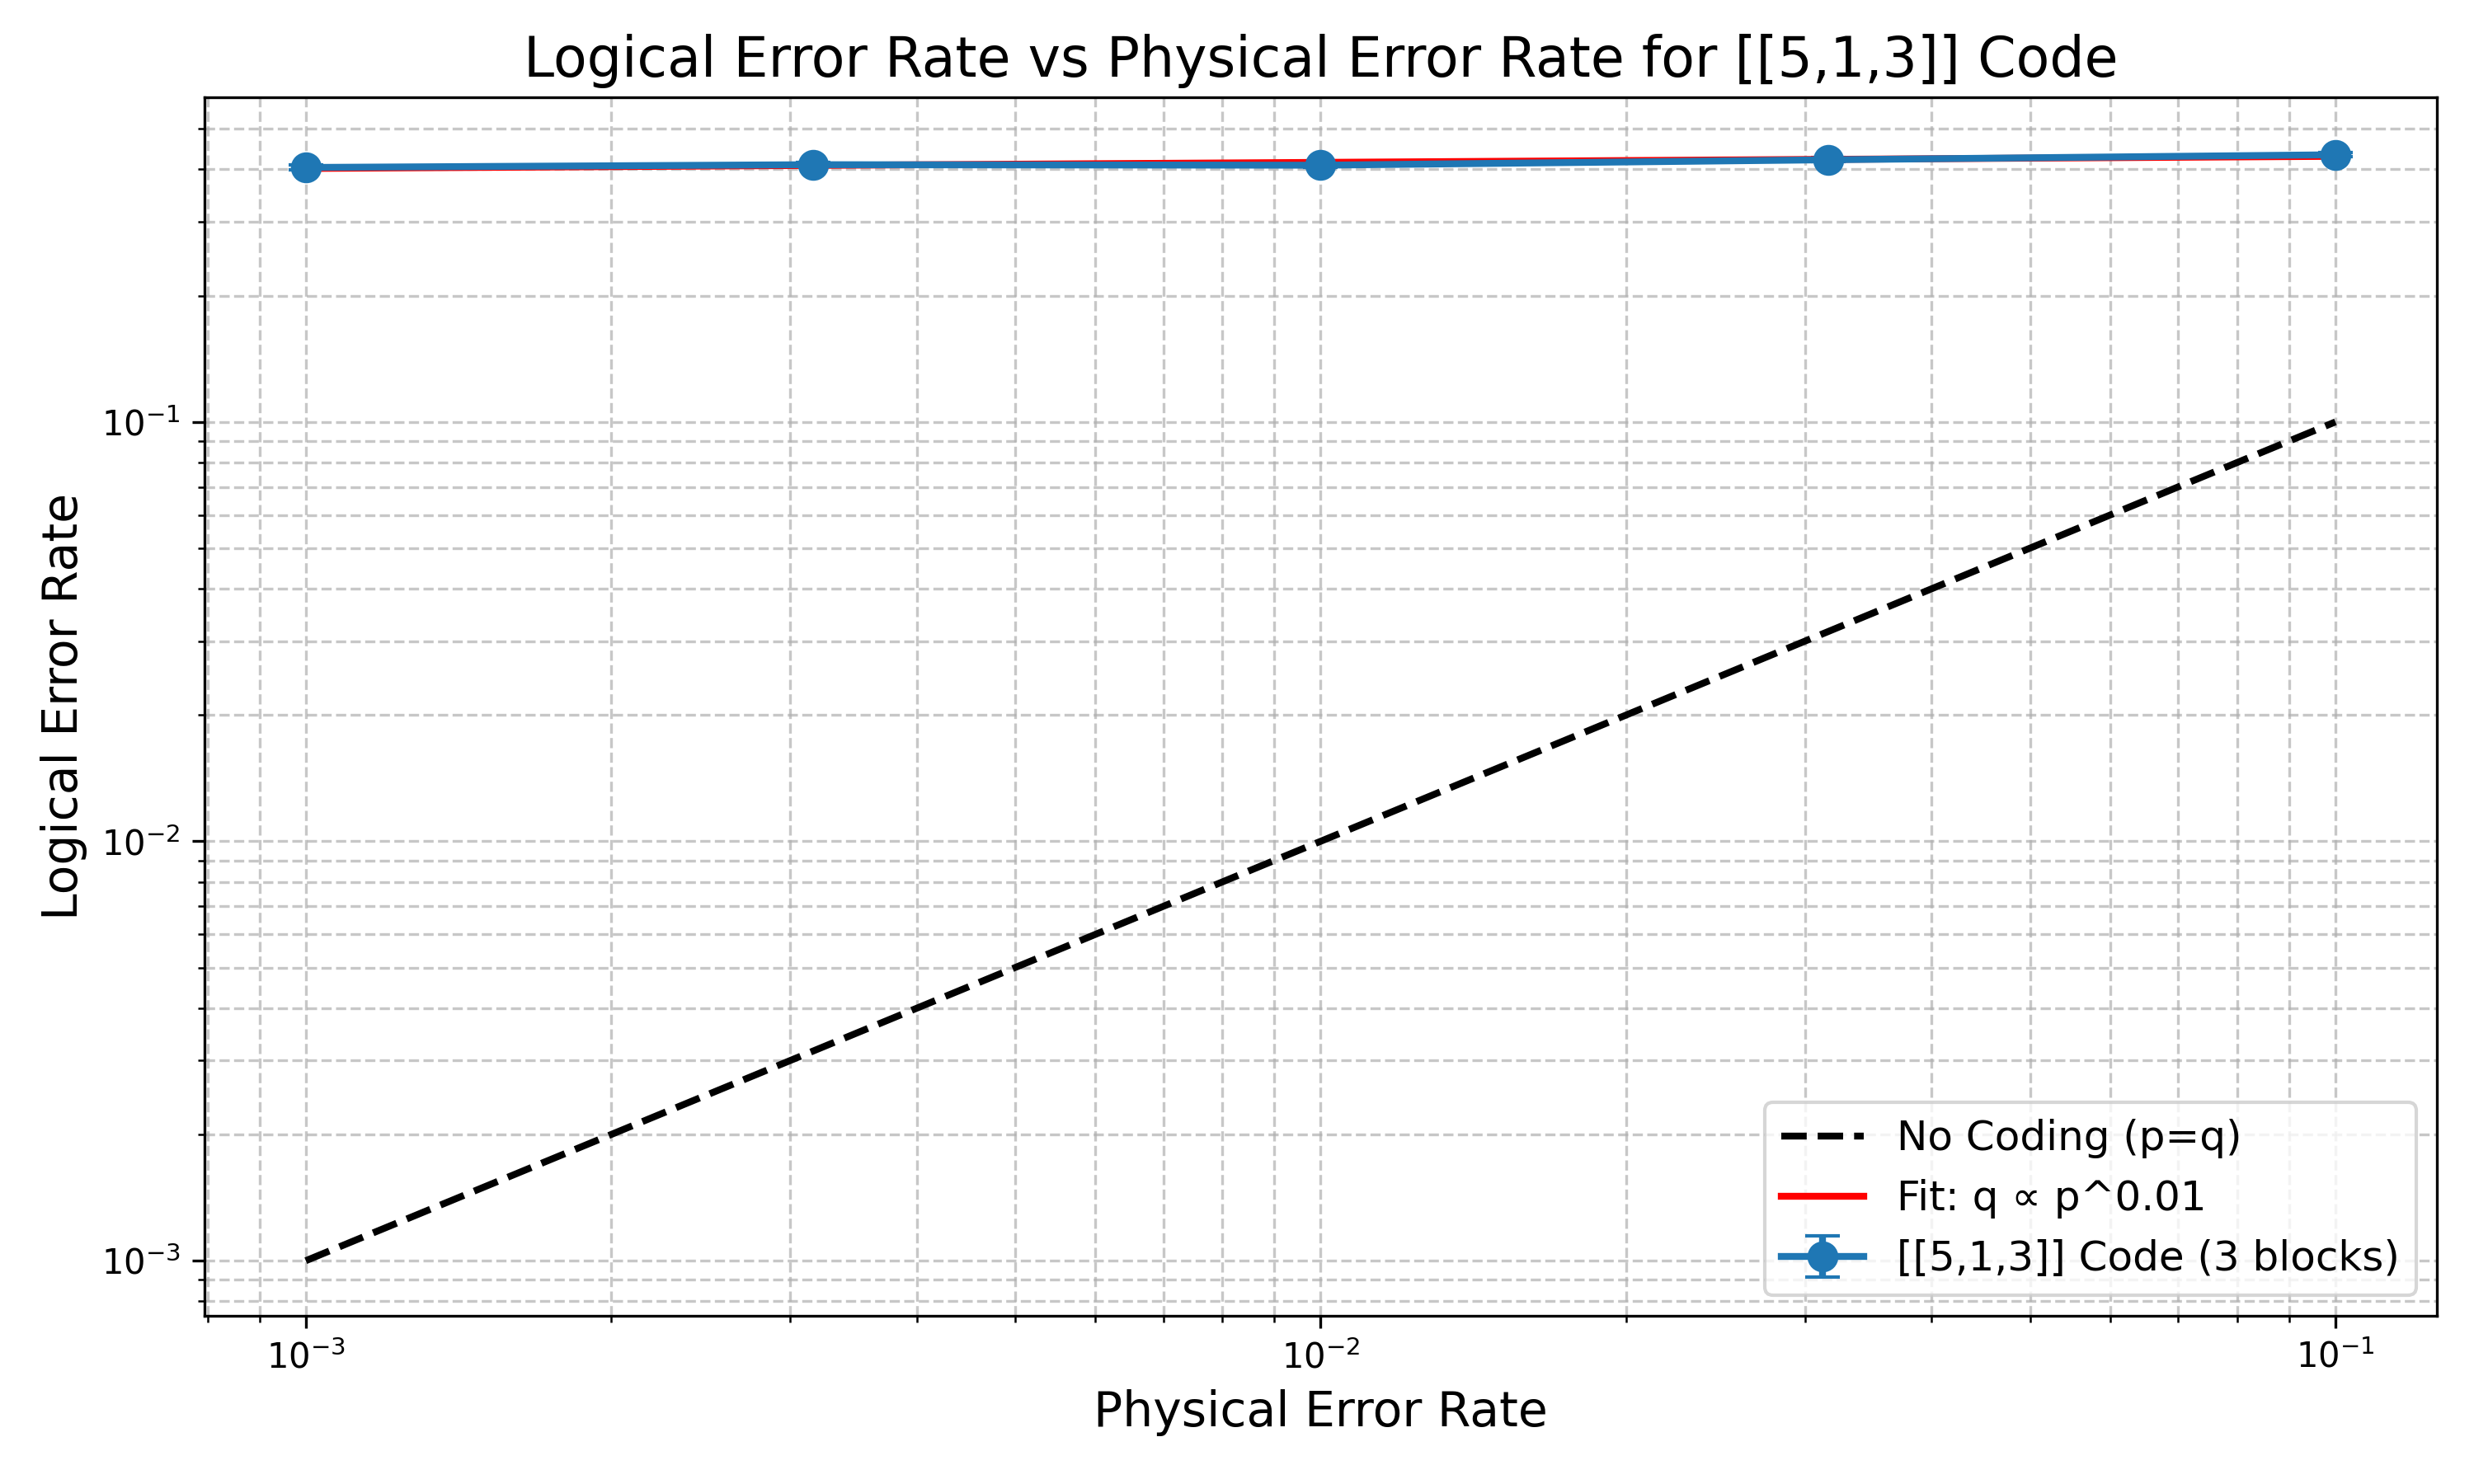 Logical Error Rate vs Physical Error Rate for [[5,1,3]] Code
Logical Error Rate
10⁻¹
10⁻²
10⁻³
10⁻³
10⁻²
10⁻¹
Physical Error Rate
No Coding (p=q)
Fit: q ∝ p^0.01
[[5,1,3]] Code (3 blocks)